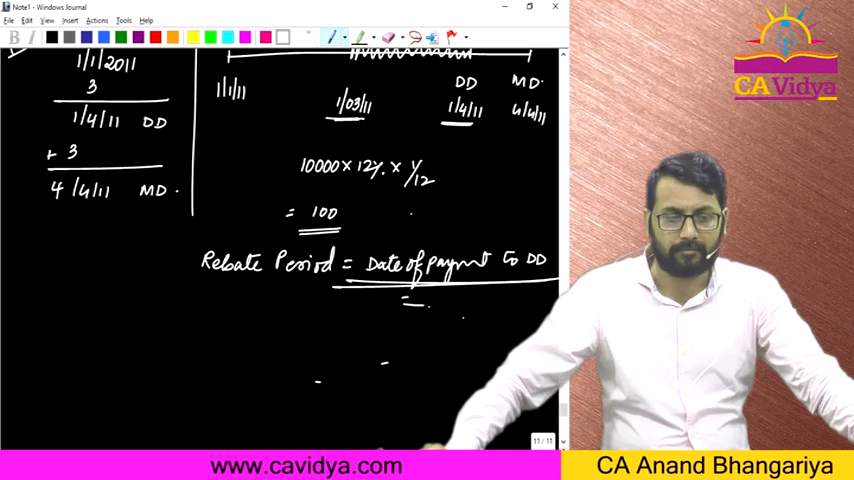 Note1 - Windows Journal
File Edit View Insert Actions Tools Help
B
1/1/2011
3
1/4/11 DD
+ 3
4/4/11 MD.
DD MD.
1/1/11 1/03/11 1/4/11 4/4/11
10000 × 12% × 1/12
= 100
Rebate Period = Date of paymnt to DD
=
11 / 11
CA Vidya
www.cavidya.com
CA Anand Bhangariya